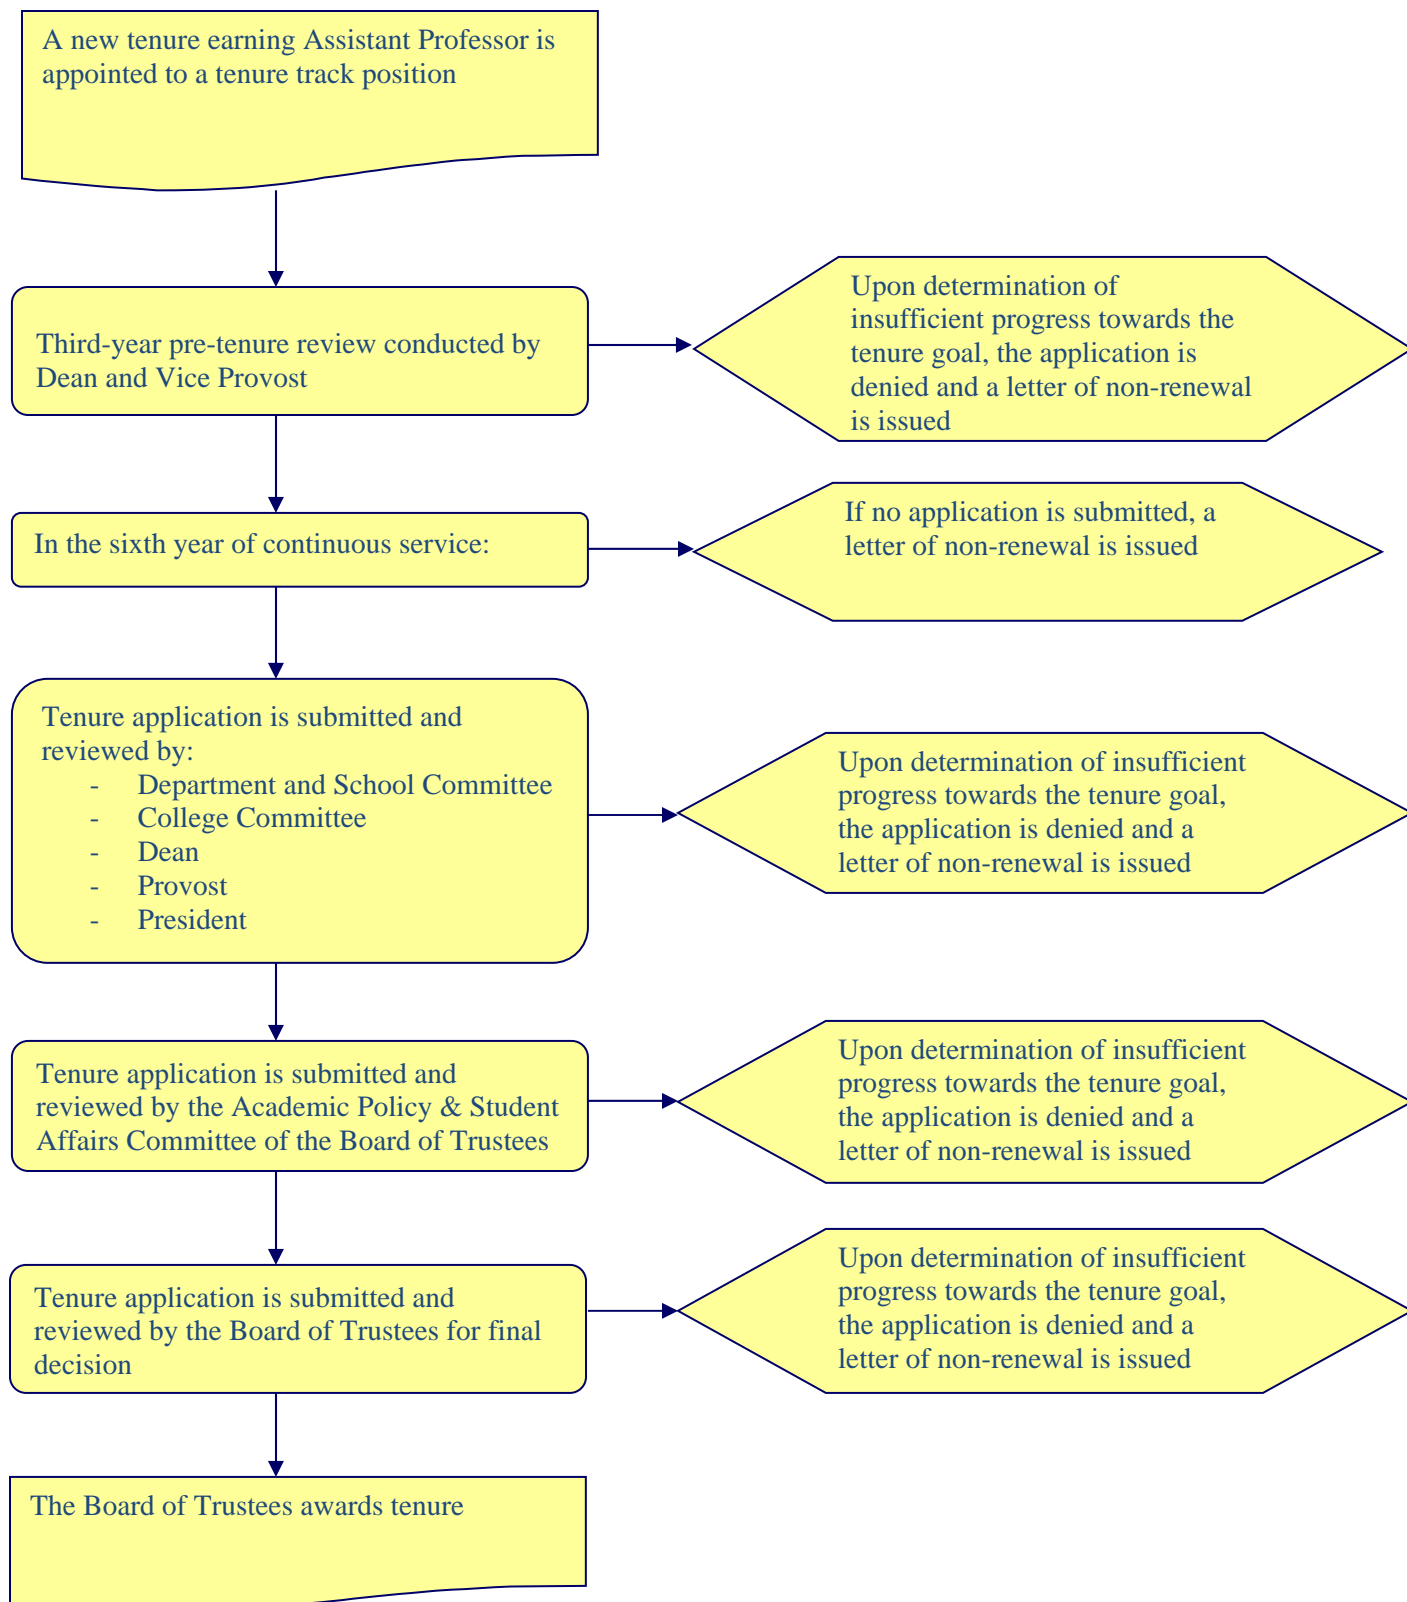 A new tenure earning Assistant Professor is
appointed to a tenure track position
Third-year pre-tenure review conducted by
Dean and Vice Provost
Upon determination of
insufficient progress towards the
tenure goal, the application is
denied and a letter of non-renewal
is issued
In the sixth year of continuous service:
If no application is submitted, a
letter of non-renewal is issued
Tenure application is submitted and
reviewed by:
- Department and School Committee
- College Committee
- Dean
- Provost
- President
Upon determination of insufficient
progress towards the tenure goal,
the application is denied and a
letter of non-renewal is issued
Tenure application is submitted and
reviewed by the Academic Policy & Student
Affairs Committee of the Board of Trustees
Upon determination of insufficient
progress towards the tenure goal,
the application is denied and a
letter of non-renewal is issued
Tenure application is submitted and
reviewed by the Board of Trustees for final
decision
Upon determination of insufficient
progress towards the tenure goal,
the application is denied and a
letter of non-renewal is issued
The Board of Trustees awards tenure